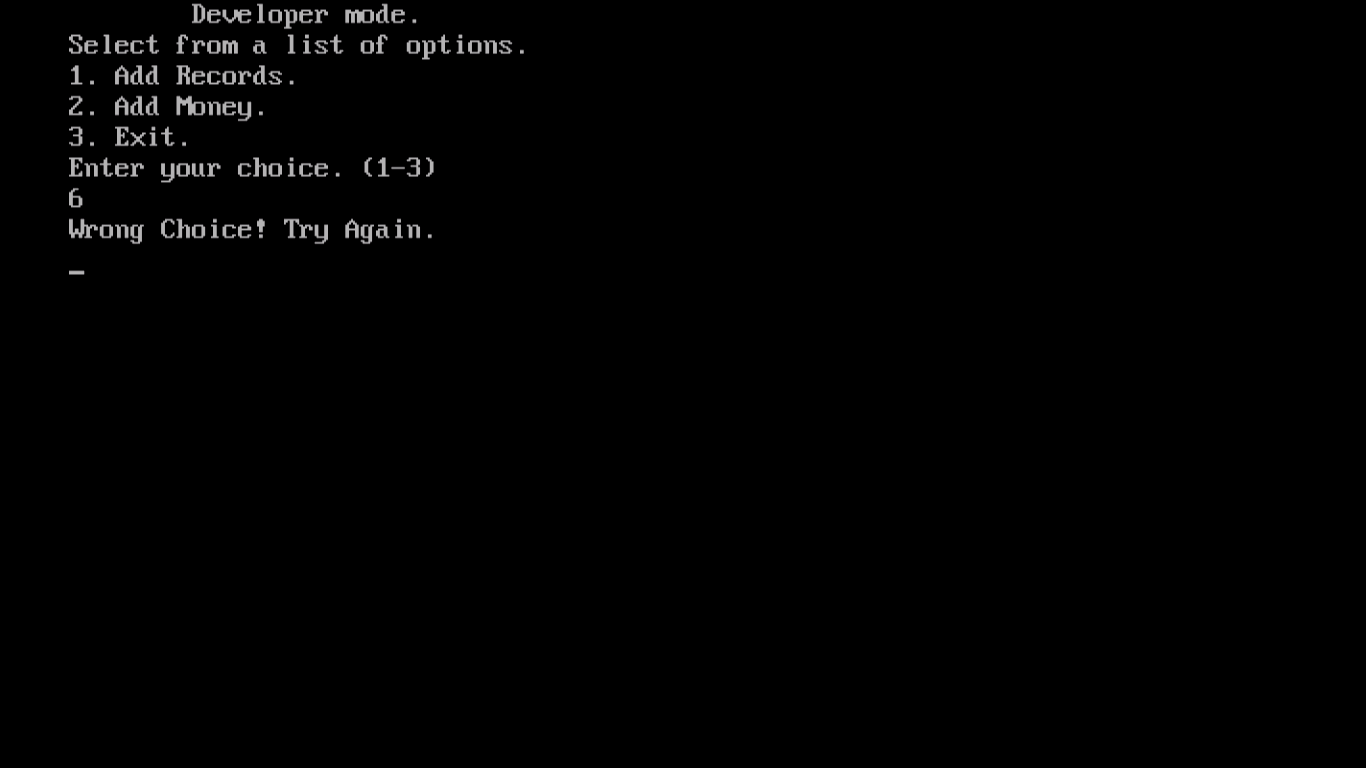 Developer mode.
Select from a list of options.
1. Add Records.
2. Add Money.
3. Exit.
Enter your choice. (1-3)
6
Wrong Choice! Try Again.